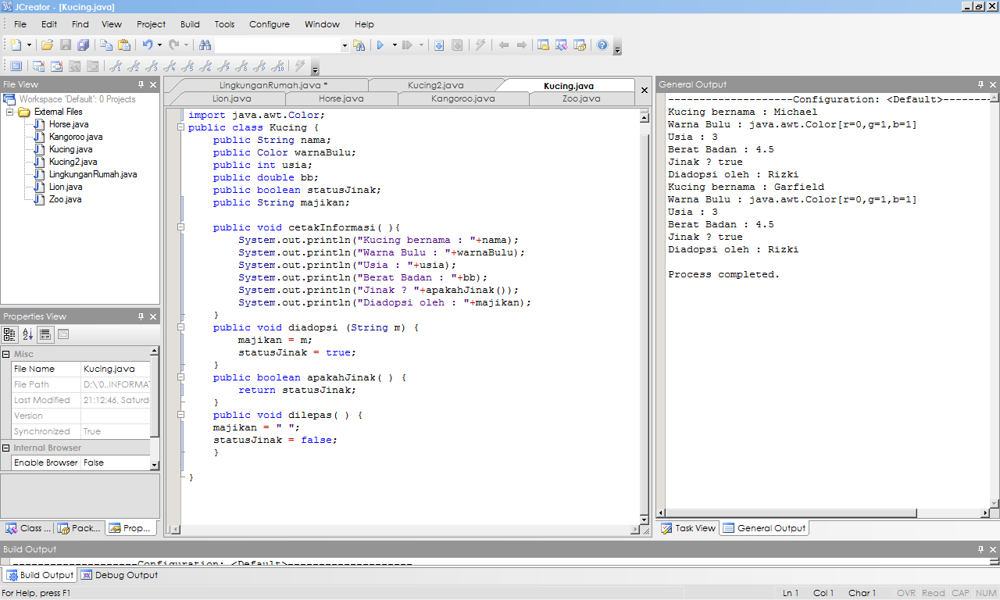 JCreator - [Kucing.java]
File Edit Find View Project Build Tools Configure Window Help
File View
Workspace 'Default': 0 Projects
External Files
Horse.java
Kangoroo.java
Kucing.java
Kucing2.java
LingkunganRumah.java
Lion.java
Zoo.java
Properties View
Misc
File Name Kucing.java
File Path D:\'0..INFORMA
Last Modified 21:12:46, Saturd
Version
Synchronized True
Internal Browser
Enable Browser False
Class ... Pack... Prop...
LingkunganRumah.java * Kucing2.java Kucing.java
Lion.java Horse.java Kangoroo.java Zoo.java
import java.awt.Color;
public class Kucing {
public String nama;
public Color warnaBulu;
public int usia;
public double bb;
public boolean statusJinak;
public String majikan;
public void cetakInformasi( ){
System.out.println("Kucing bernama : "+nama);
System.out.println("Warna Bulu : "+warnaBulu);
System.out.println("Usia : "+usia);
System.out.println("Berat Badan : "+bb);
System.out.println("Jinak ? "+apakahJinak());
System.out.println("Diadopsi oleh : "+majikan);
}
public void diadopsi (String m) {
majikan = m;
statusJinak = true;
}
public boolean apakahJinak( ) {
return statusJinak;
}
public void dilepas( ) {
majikan = " ";
statusJinak = false;
}
}
General Output
--------------------Configuration: <Default>--------
Kucing bernama : Michael
Warna Bulu : java.awt.Color[r=0,g=1,b=1]
Usia : 3
Berat Badan : 4.5
Jinak ? true
Diadopsi oleh : Rizki
Kucing bernama : Garfield
Warna Bulu : java.awt.Color[r=0,g=1,b=1]
Usia : 3
Berat Badan : 4.5
Jinak ? true
Diadopsi oleh : Rizki
Process completed.
Task View General Output
Build Output
--------------------Configuration: <Default>--------------------
Build Output Debug Output
For Help, press F1 Ln 1 Col 1 Char 1 OVR Read CAP NUM